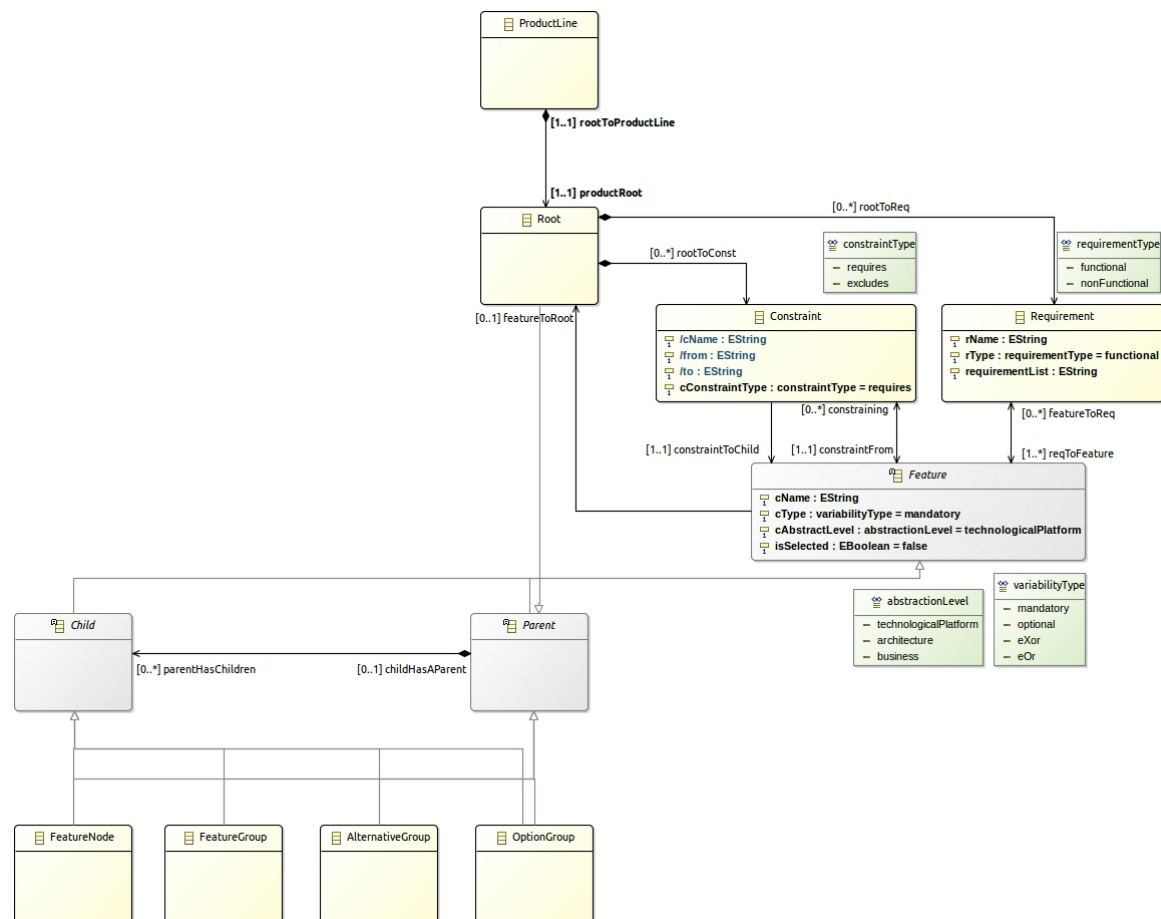 ProductLine
[1..1] rootToProductLine
[1..1] productRoot
Root
[0..*] rootToReq
[0..*] rootToConst
constraintType
requires
excludes
requirementType
functional
nonFunctional
[0..1] featureToRoot
Constraint
/cName : EString
/from : EString
/to : EString
cConstraintType : constraintType = requires
Requirement
rName : EString
rType : requirementType = functional
requirementList : EString
[0..*] constraining
[0..*] featureToReq
[1..1] constraintToChild
[1..1] constraintFrom
[1..*] reqToFeature
Feature
cName : EString
cType : variabilityType = mandatory
cAbstractLevel : abstractionLevel = technologicalPlatform
isSelected : EBoolean = false
abstractionLevel
technologicalPlatform
architecture
business
variabilityType
mandatory
optional
eXor
eOr
Child
Parent
[0..*] parentHasChildren
[0..1] childHasAParent
FeatureNode
FeatureGroup
AlternativeGroup
OptionGroup